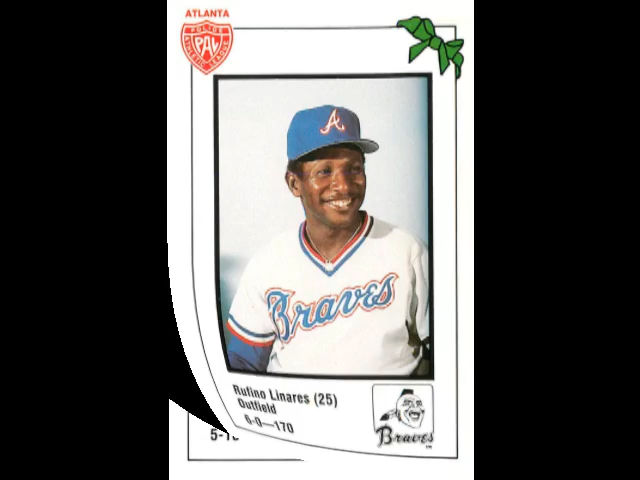 ATLANTA
POLICE
PAL
ATHLETIC LEAGUE
A
Braves
Rufino Linares (25)
Outfield
6-0—170
Braves